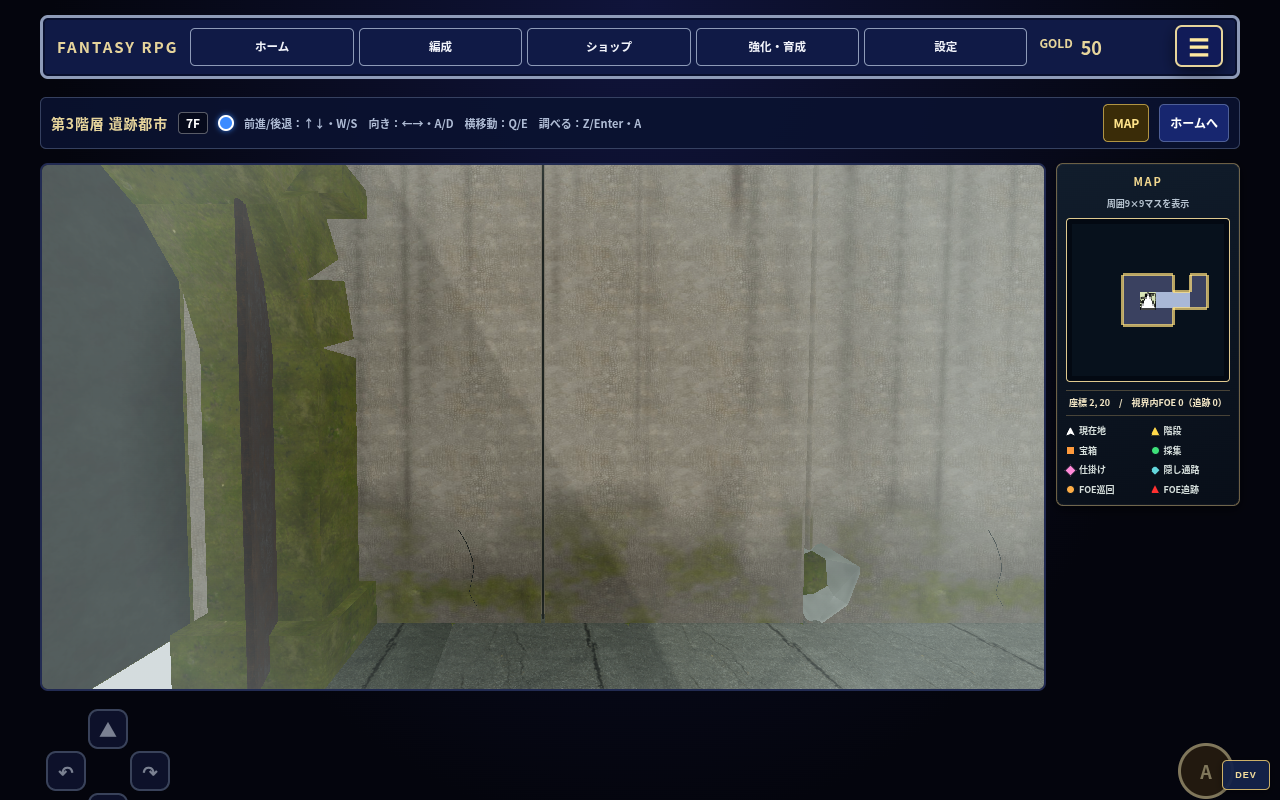 FANTASY RPG
ホーム
編成
ショップ
強化・育成
設定
GOLD 50
第3階層 遺跡都市
7F
前進/後退：↑↓・W/S 向き：←→・A/D 横移動：Q/E 調べる：Z/Enter・A
MAP
ホームへ
MAP
周囲9×9マスを表示
座標 2, 20 / 視界内FOE 0（追跡 0）
現在地
階段
宝箱
採集
仕掛け
隠し通路
FOE巡回
FOE追跡
A
DEV